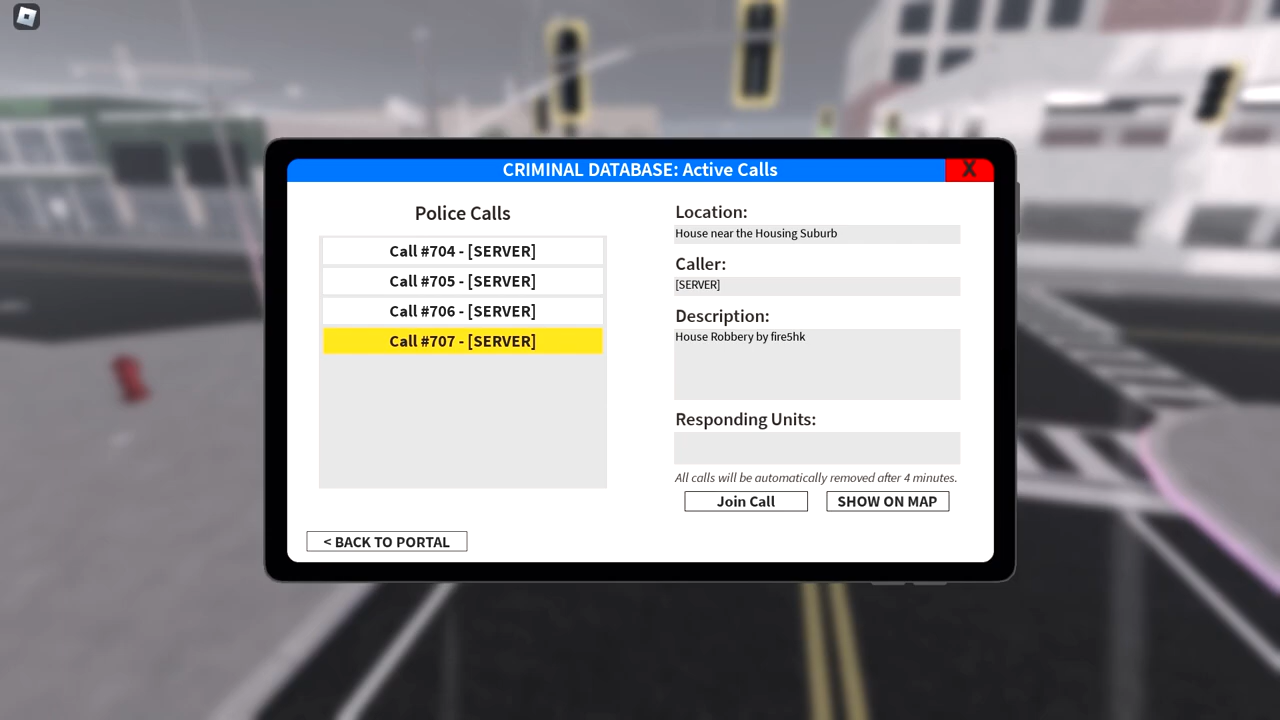 CRIMINAL DATABASE: Active Calls
X
Police Calls
Call #704 - [SERVER]
Call #705 - [SERVER]
Call #706 - [SERVER]
Call #707 - [SERVER]
Location:
House near the Housing Suburb
Caller:
[SERVER]
Description:
House Robbery by fire5hk
Responding Units:
All calls will be automatically removed after 4 minutes.
Join Call
SHOW ON MAP
< BACK TO PORTAL